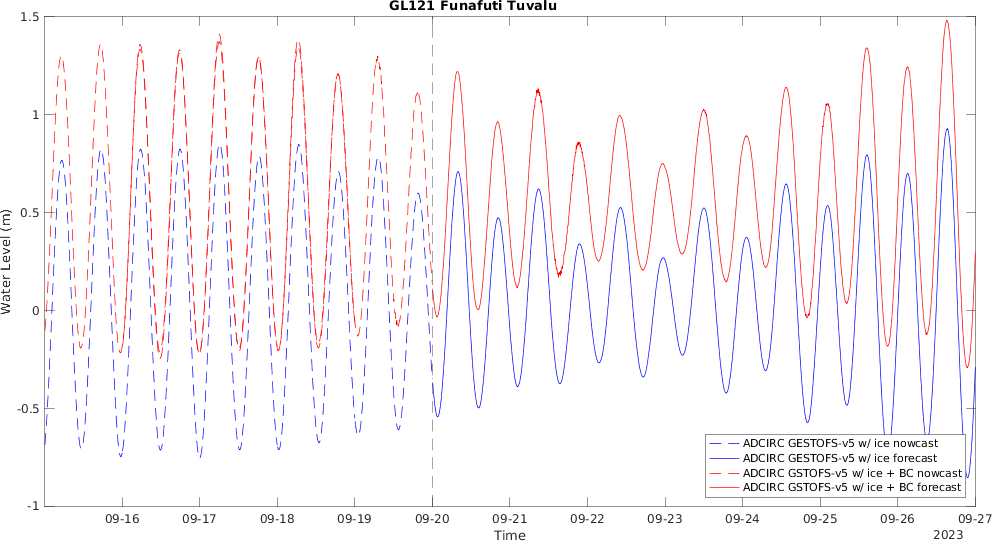 GL121 Funafuti Tuvalu
1.5
1
0.5
0
-0.5
-1
Water Level (m)
ADCIRC GESTOFS-v5 w/ ice nowcast
ADCIRC GESTOFS-v5 w/ ice forecast
ADCIRC GSTOFS-v5 w/ ice + BC nowcast
ADCIRC GSTOFS-v5 w/ ice + BC forecast
09-16 09-17 09-18 09-19 09-20 09-21 09-22 09-23 09-24 09-25 09-26 09-27
Time
2023